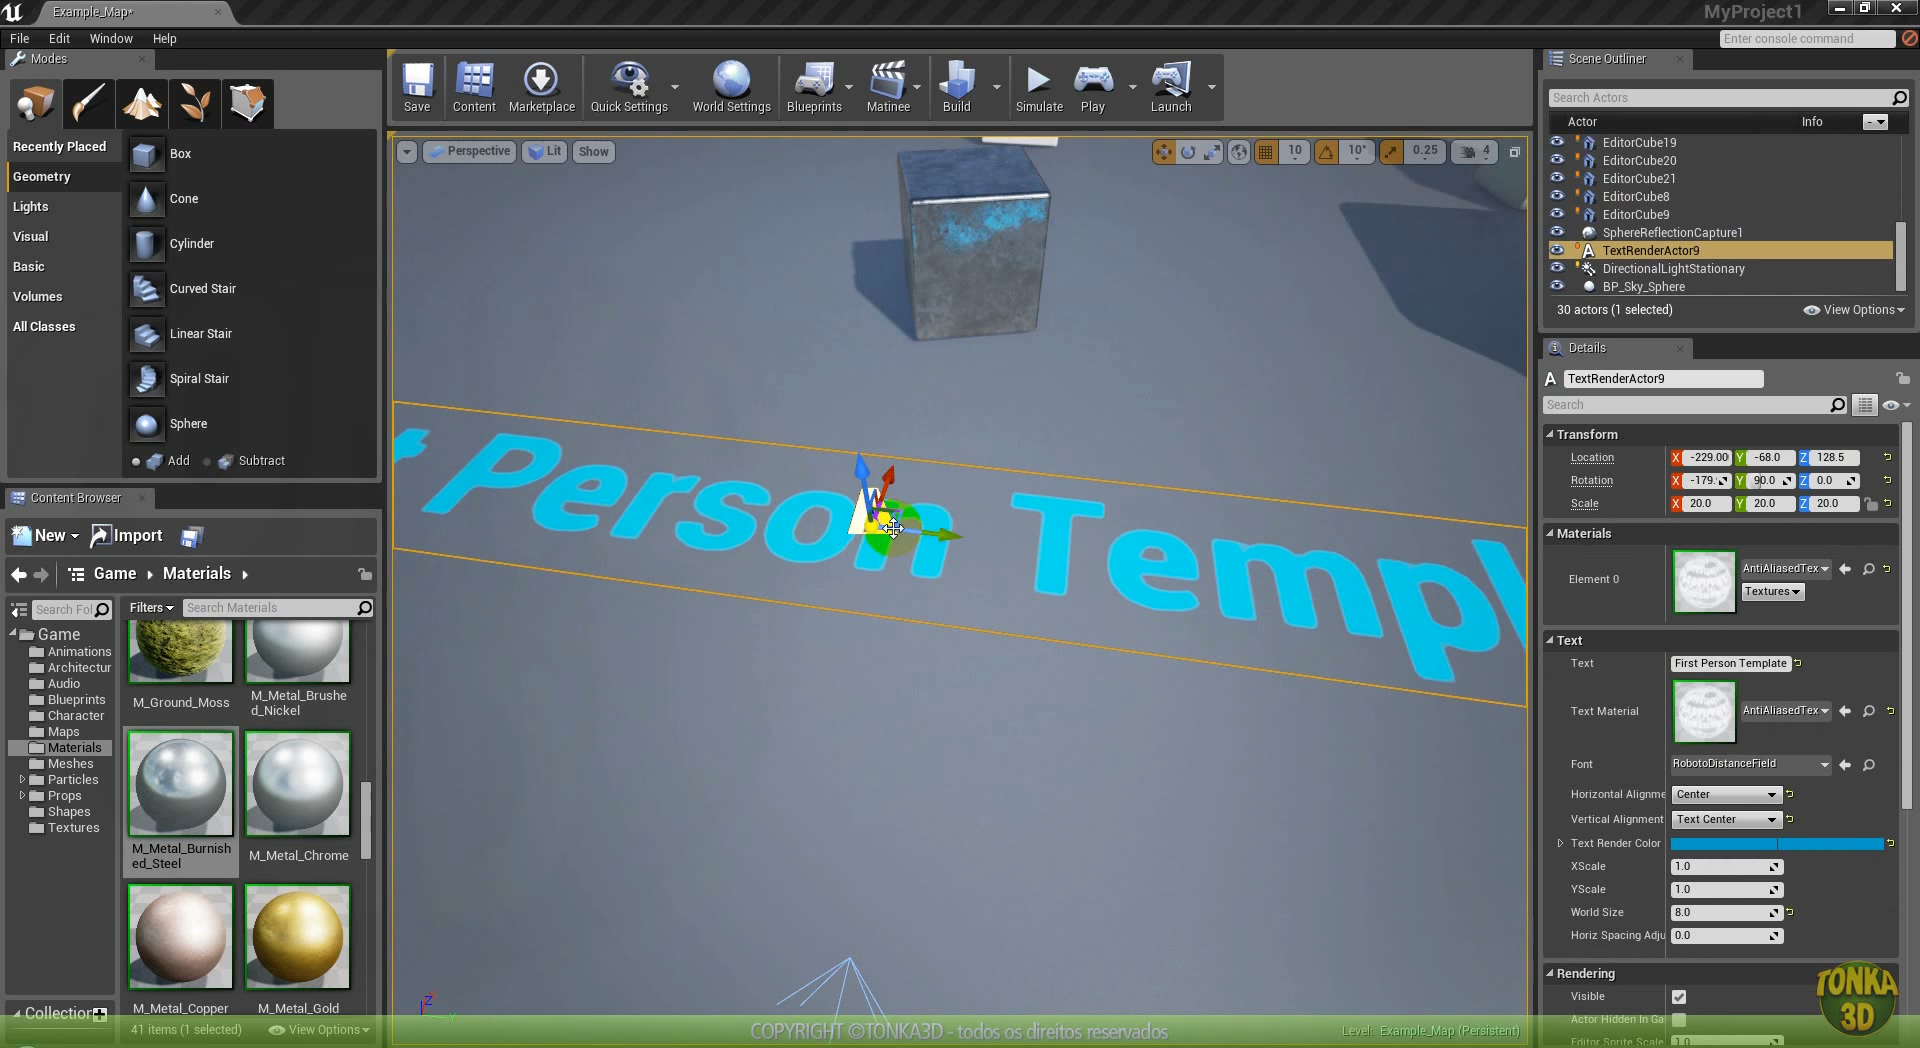 Example_Map*
MyProject1
File Edit Window Help
Enter console command
Modes
Save
Content
Marketplace
Quick Settings
World Settings
Blueprints
Matinee
Build
Simulate
Play
Launch
Recently Placed
Geometry
Lights
Visual
Basic
Volumes
All Classes
Box
Cone
Cylinder
Curved Stair
Linear Stair
Spiral Stair
Sphere
Add Subtract
Perspective Lit Show
10 10° 0.25 4
Person Templ
Content Browser
New Import
Game Materials
Search Fol
Filters Search Materials
Game
Animations
Architectur
Audio
Blueprints
Character
Maps
Materials
Meshes
Particles
Props
Shapes
Textures
Collection
M_Ground_Moss
M_Metal_Brushe
d_Nickel
M_Metal_Burnish
ed_Steel
M_Metal_Chrome
M_Metal_Copper
M_Metal_Gold
41 items (1 selected) View Options
Z
Y
COPYRIGHT ©TONKA3D - todos os direitos reservados
Level: Example_Map (Persistent)
Scene Outliner
Search Actors
Actor Info
EditorCube19
EditorCube20
EditorCube21
EditorCube8
EditorCube9
SphereReflectionCapture1
TextRenderActor9
DirectionalLightStationary
BP_Sky_Sphere
30 actors (1 selected) View Options
Details
TextRenderActor9
Search
Transform
Location X -229.00 Y -68.0 Z 128.5
Rotation X -179. Y 90.0 Z 0.0
Scale X 20.0 Y 20.0 Z 20.0
Materials
Element 0
AntiAliasedTex
Textures
Text
Text First Person Template
Text Material AntiAliasedTex
Font RobotoDistanceField
Horizontal Alignme Center
Vertical Alignment Text Center
Text Render Color
XScale 1.0
YScale 1.0
World Size 8.0
Horiz Spacing Adju 0.0
Rendering
Visible
Actor Hidden In Ga
Editor Sprite Scale 1.0
TONKA
3D